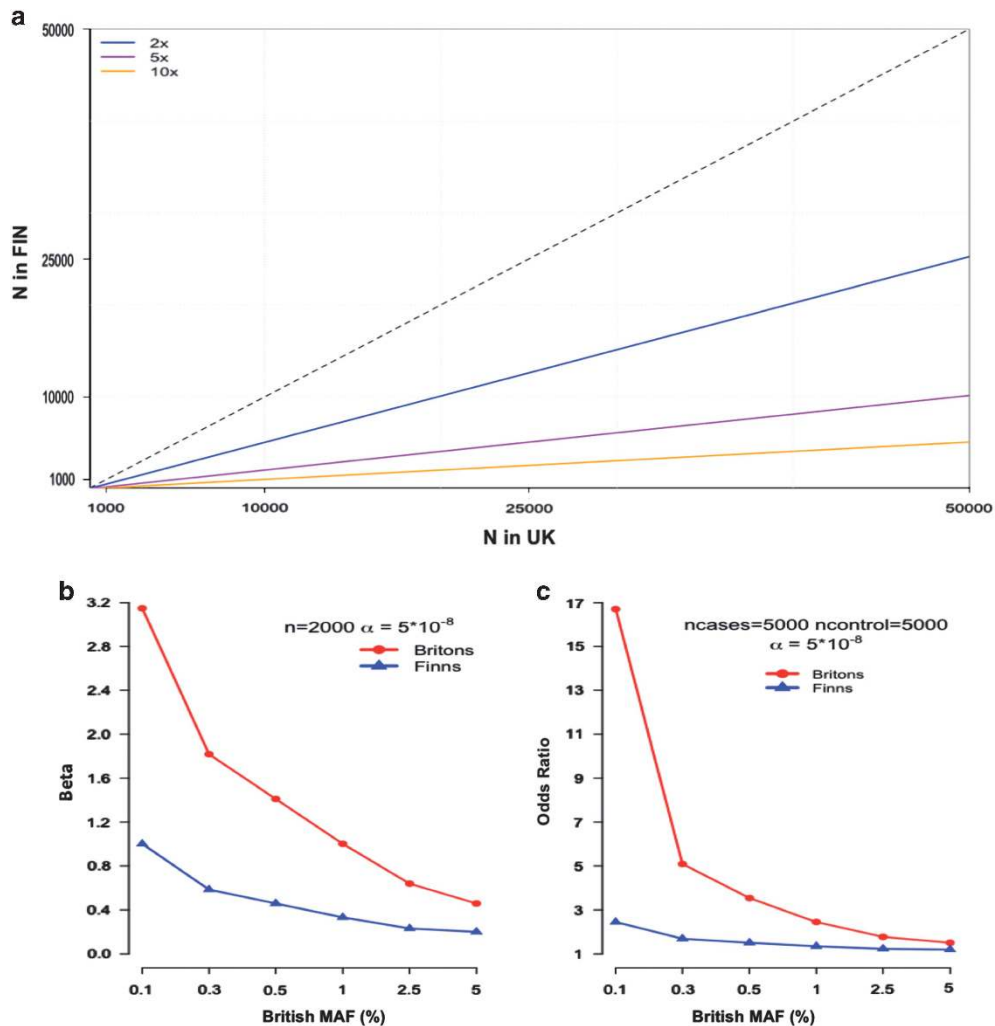 a
50000
25000
10000
1000
N in FIN
2x
5x
10x
1000
10000
25000
50000
N in UK
b
3.2
2.8
2.4
2.0
1.6
1.2
0.8
0.4
0.0
Beta
n=2000 α = 5*10⁻⁸
Britons
Finns
0.1
0.3
0.5
1
2.5
5
British MAF (%)
c
17
15
13
11
9
7
5
3
1
Odds Ratio
ncases=5000 ncontrol=5000
α = 5*10⁻⁸
Britons
Finns
0.1
0.3
0.5
1
2.5
5
British MAF (%)